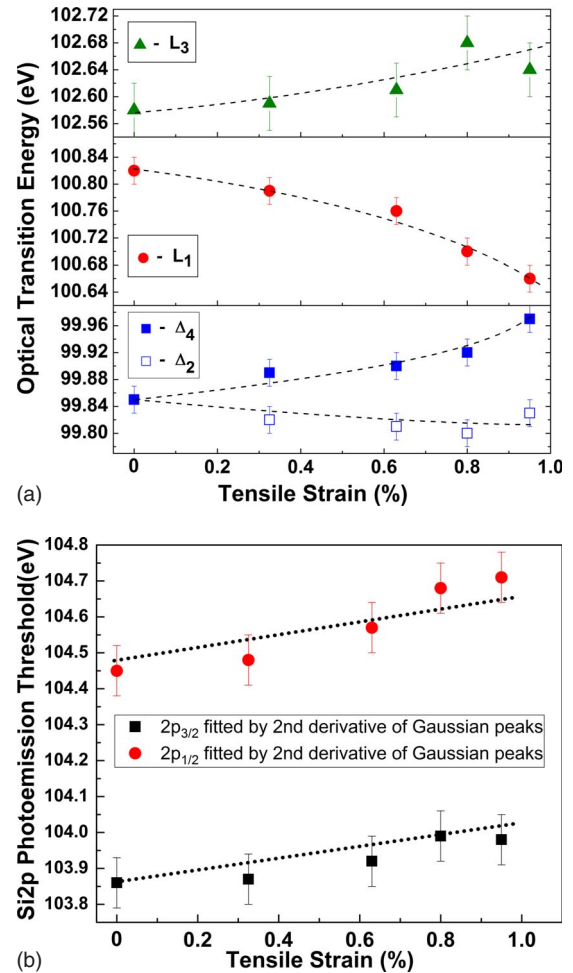 102.72
102.68
102.64
102.60
102.56
- L3
100.84
100.80
100.76
100.72
100.68
100.64
- L1
99.96
99.92
99.88
99.84
99.80
- Δ4
- Δ2
Optical Transition Energy (eV)
0 0.2 0.4 0.6 0.8 1.0
Tensile Strain (%)
(a)
104.8
104.7
104.6
104.5
104.4
104.3
104.2
104.1
104.0
103.9
103.8
Si2p Photoemission Threshold(eV)
2p3/2 fitted by 2nd derivative of Gaussian peaks
2p1/2 fitted by 2nd derivative of Gaussian peaks
0 0.2 0.4 0.6 0.8 1.0
Tensile Strain (%)
(b)